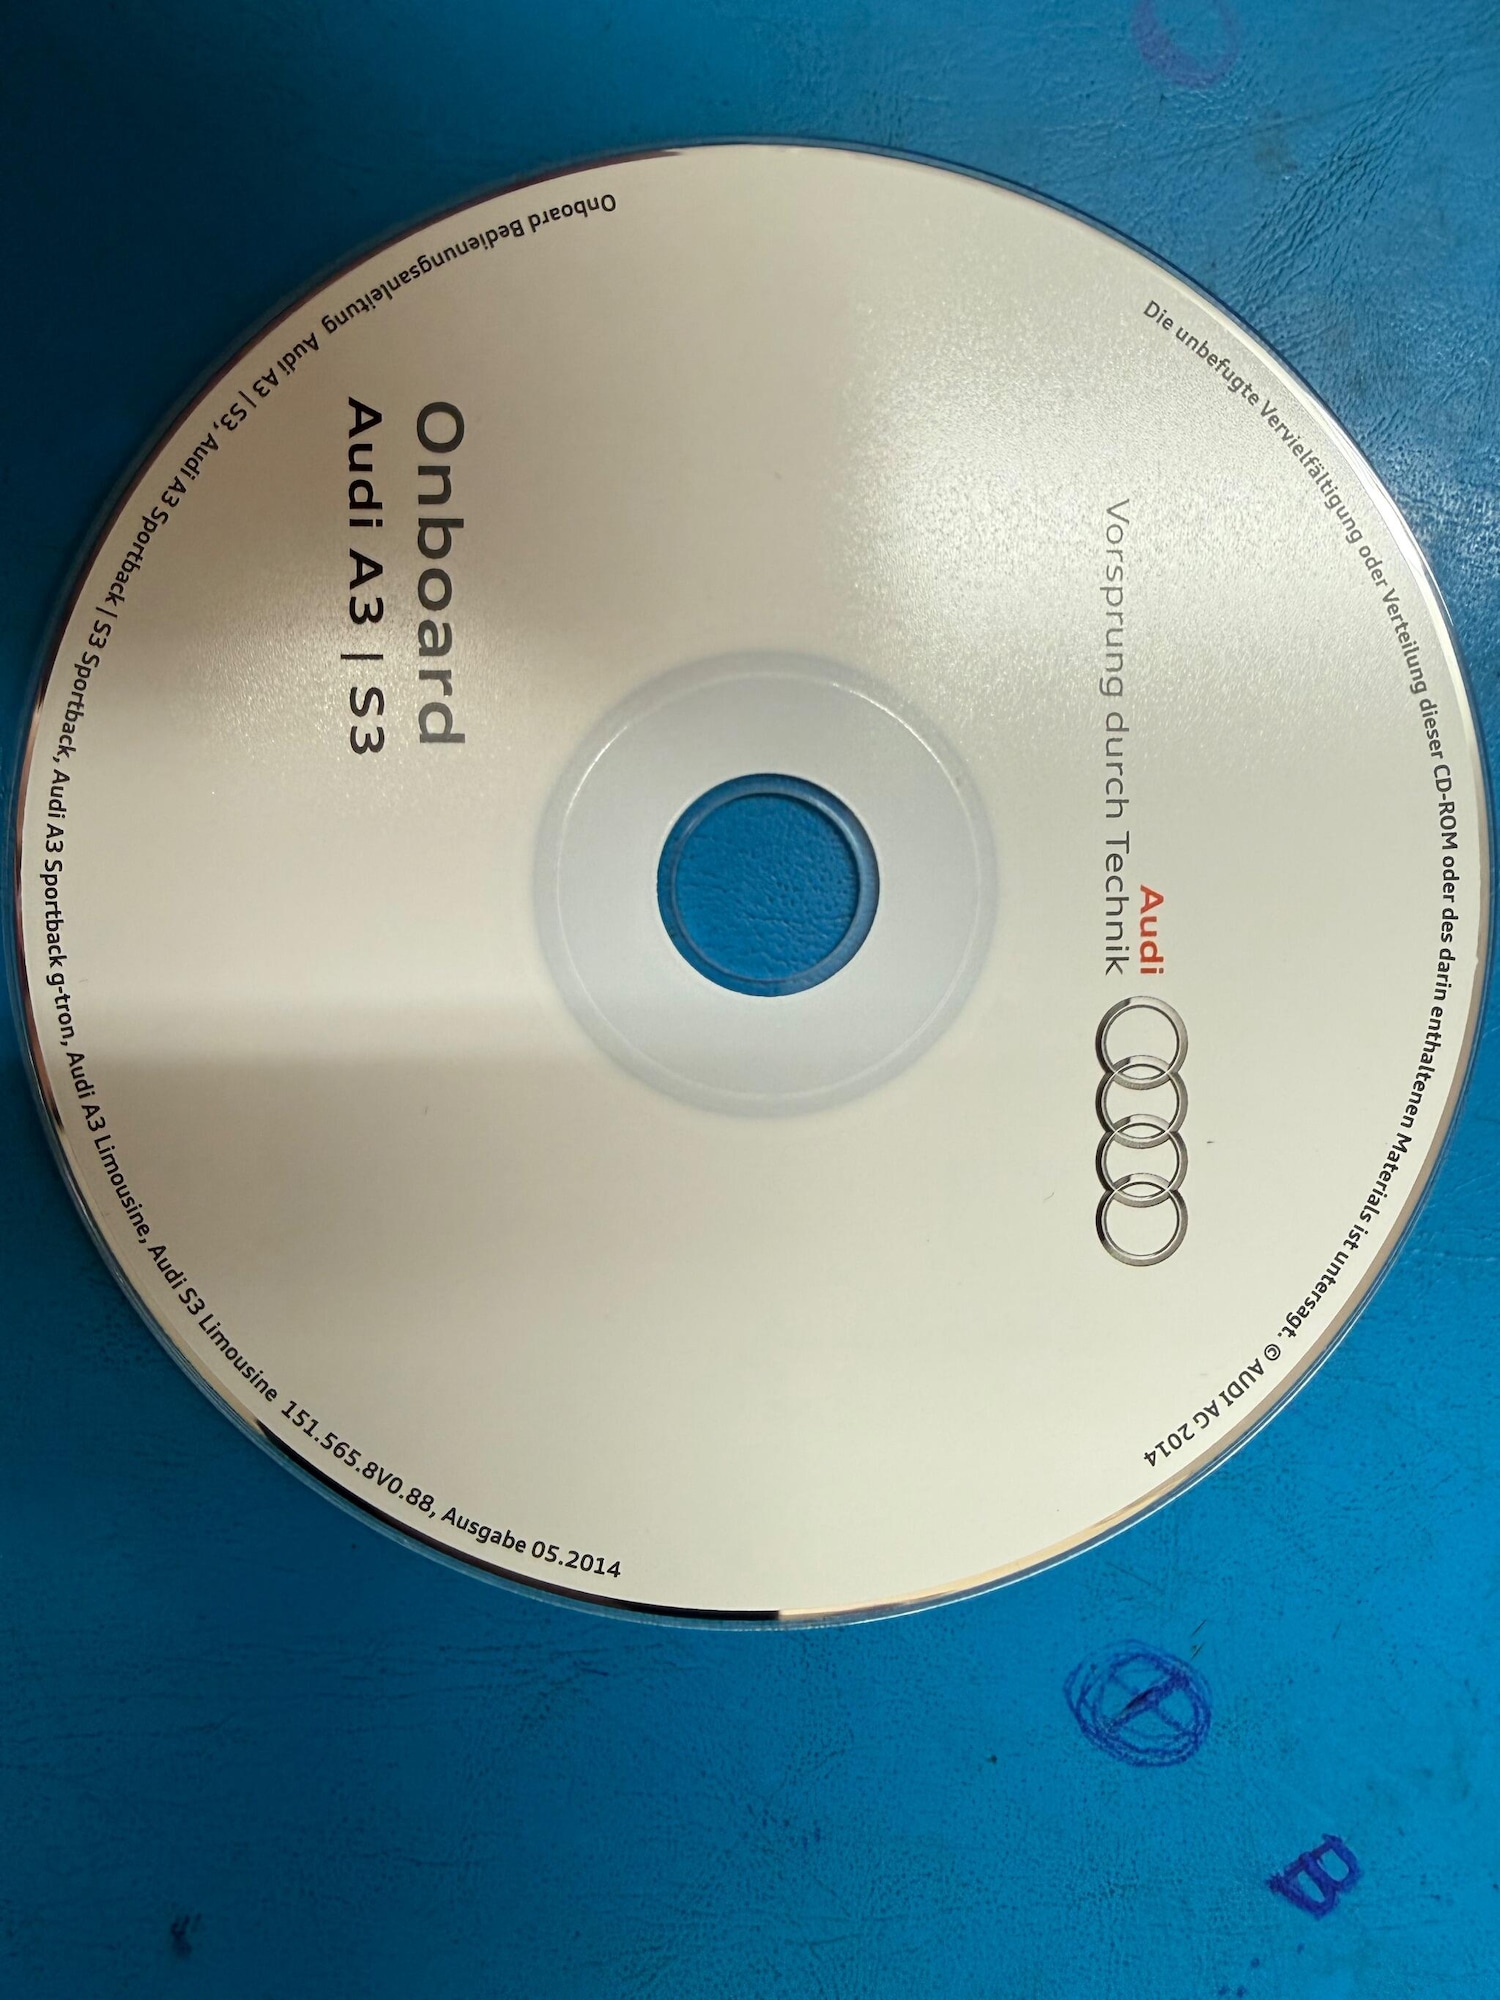 Die unbefugte Vervielfältigung oder Verteilung dieser CD-ROM oder des darin enthaltenen Materials ist untersagt. © AUDI AG 2014
Audi
Vorsprung durch Technik
Onboard
Audi A3 | S3
Onboard Bedienungsanleitung Audi A3 | S3, Audi A3 Sportback | S3 Sportback, Audi A3 Sportback g-tron, Audi A3 Limousine, Audi S3 Limousine 151.565.8V0.88, Ausgabe 05.2014
B